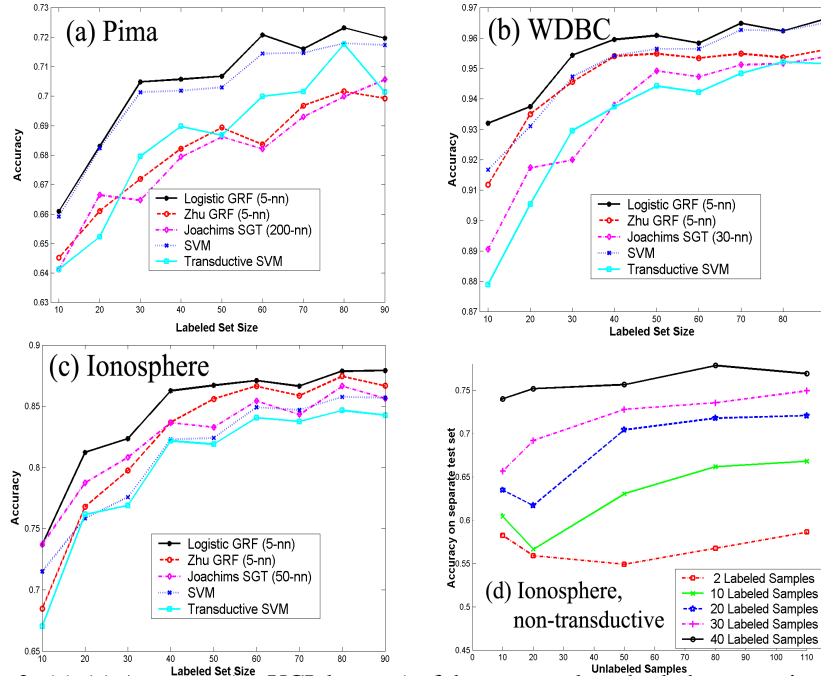 (a) Pima
0.73
0.72
0.71
0.7
0.69
0.68
0.67
0.66
0.65
0.64
0.63
Accuracy
Logistic GRF (5-nn)
Zhu GRF (5-nn)
Joachims SGT (200-nn)
SVM
Transductive SVM
10 20 30 40 50 60 70 80 90
Labeled Set Size
(b) WDBC
0.97
0.96
0.95
0.94
0.93
0.92
0.91
0.9
0.89
0.88
0.87
Accuracy
Logistic GRF (5-nn)
Zhu GRF (5-nn)
Joachims SGT (30-nn)
SVM
Transductive SVM
10 20 30 40 50 60 70 80
Labeled Set Size
(c) Ionosphere
0.9
0.85
0.8
0.75
0.7
0.65
Accuracy
Logistic GRF (5-nn)
Zhu GRF (5-nn)
Joachims SGT (50-nn)
SVM
Transductive SVM
10 20 30 40 50 60 70 80 90
Labeled Set Size
0.75
0.7
0.65
0.6
0.55
0.5
0.45
Accuracy on separate test set
(d) Ionosphere,
non-transductive
2 Labeled Samples
10 Labeled Samples
20 Labeled Samples
30 Labeled Samples
40 Labeled Samples
0 10 20 30 40 50 60 70 80 90 100 110
Unlabeled Samples